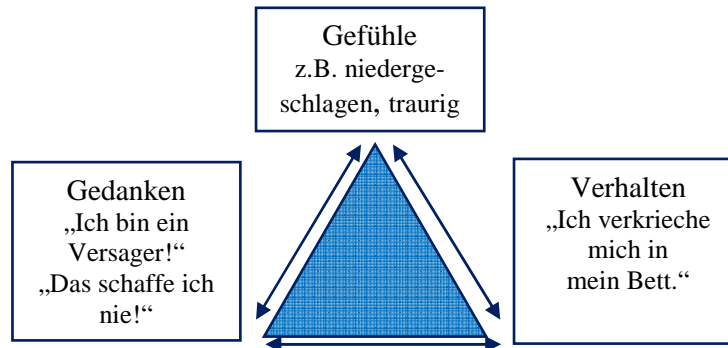 Gefühle
z.B. niederge-
schlagen, traurig
Gedanken
„Ich bin ein
Versager!“
„Das schaffe ich
nie!“
Verhalten
„Ich verkrieche
mich in
mein Bett.“